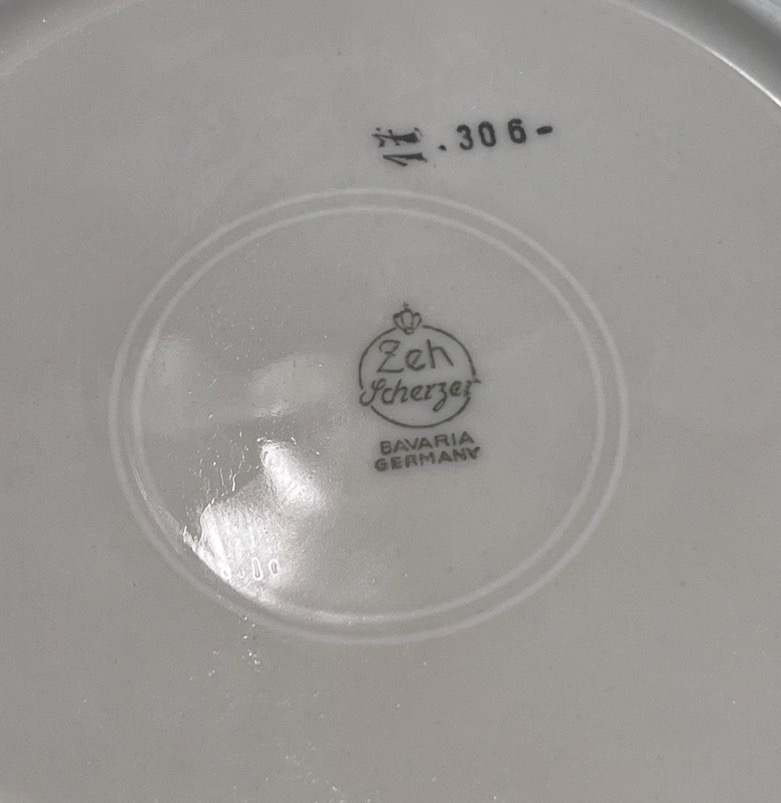 .306-
Zeh
Scherzer
BAVARIA
GERMANY